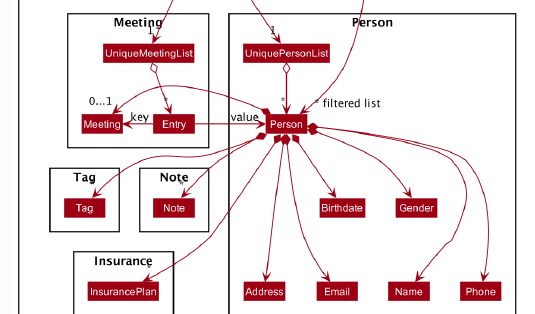 Meeting
Person
1
1
UniqueMeetingList
UniquePersonList
0...1
*
*
* filtered list
Meeting
key
Entry
value
Person
Tag
*
Note
*
Tag
Note
Birthdate
Gender
Insurance
*
InsurancePlan
Address
Email
Name
Phone